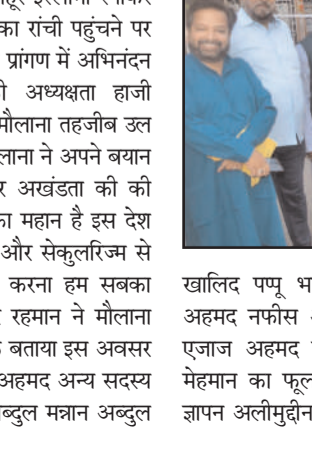 का रांची पहुंचने पर
प्रांगण में अभिनंदन
अध्यक्षता हाजी
मौलाना तहजीब उल
लाना ने अपने बयान
र अखंडता की की
का महान है इस देश
और सेकुलरिज्म से
करना हम सबका
रहमान ने मौलाना
बताया इस अवसर
अहमद अन्य सदस्य
ब्दुल मन्नान अब्दुल
खालिद पप्पू भ
अहमद नफीस
एजाज अहमद
मेहमान का फूल
ज्ञापन अलीमुद्दीन